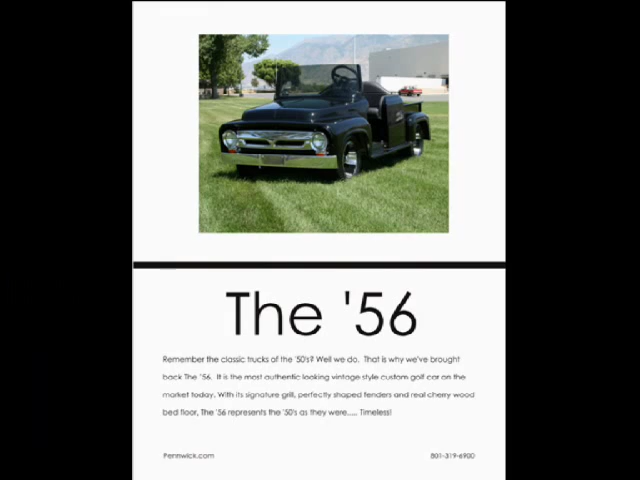 The '56
Remember the classic trucks of the '50's? Well we do. That is why we've brought
back The '56. It is the most authentic looking vintage style custom golf car on the
market today. With its signature grill, perfectly shaped fenders and real cherry wood
bed floor, The '56 represents the '50's as they were..... Timeless!
Pennwick.com 801-319-6900